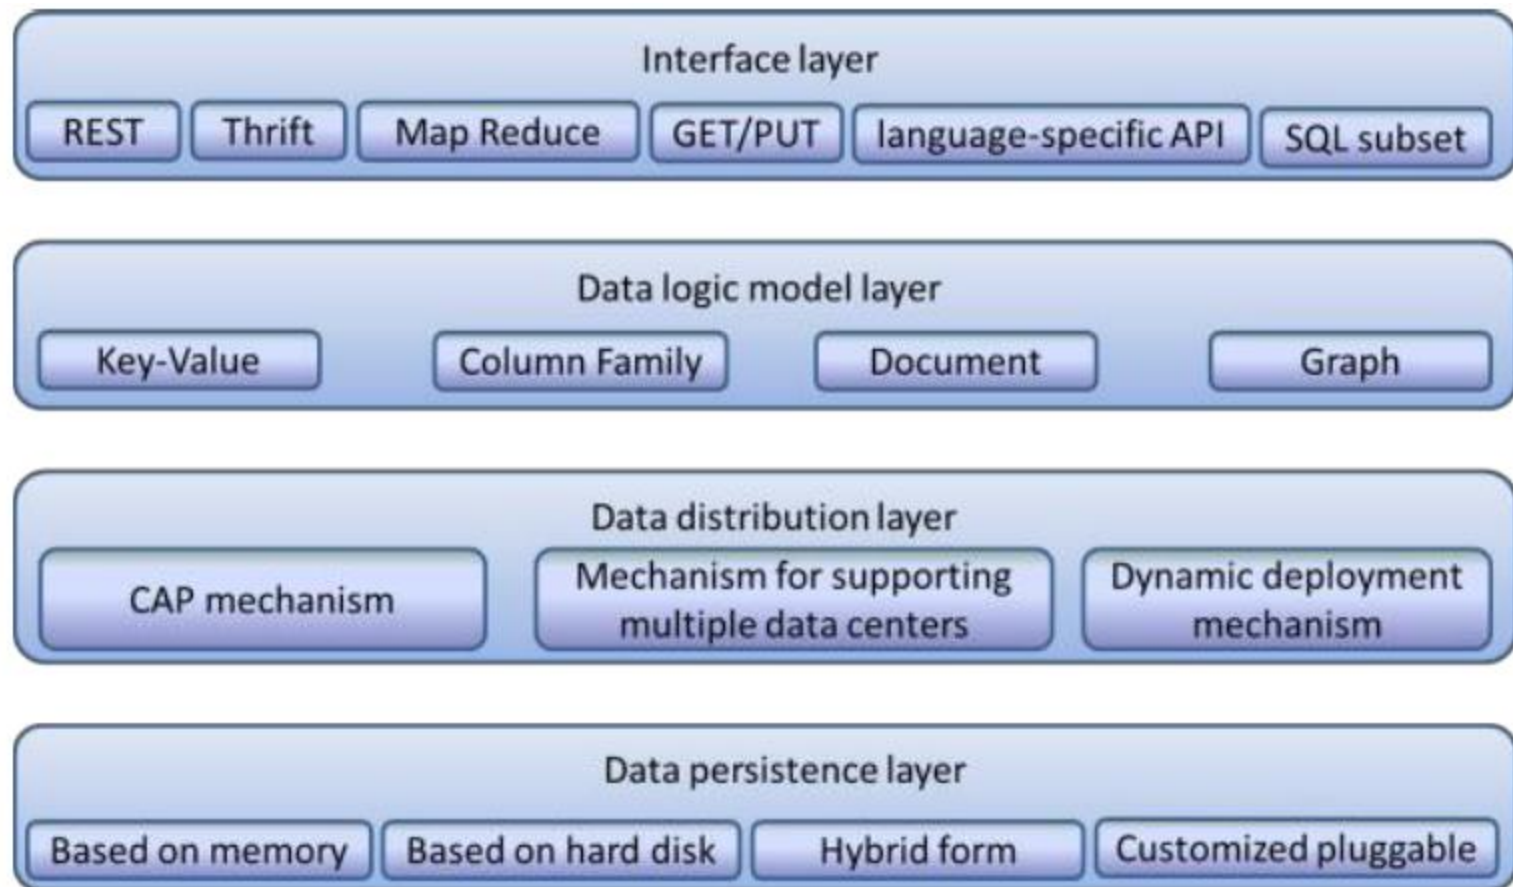 Interface layer
REST Thrift Map Reduce GET/PUT language-specific API SQL subset
Data logic model layer
Key-Value Column Family Document Graph
Data distribution layer
CAP mechanism
Mechanism for supporting
multiple data centers
Dynamic deployment
mechanism
Data persistence layer
Based on memory Based on hard disk Hybrid form Customized pluggable